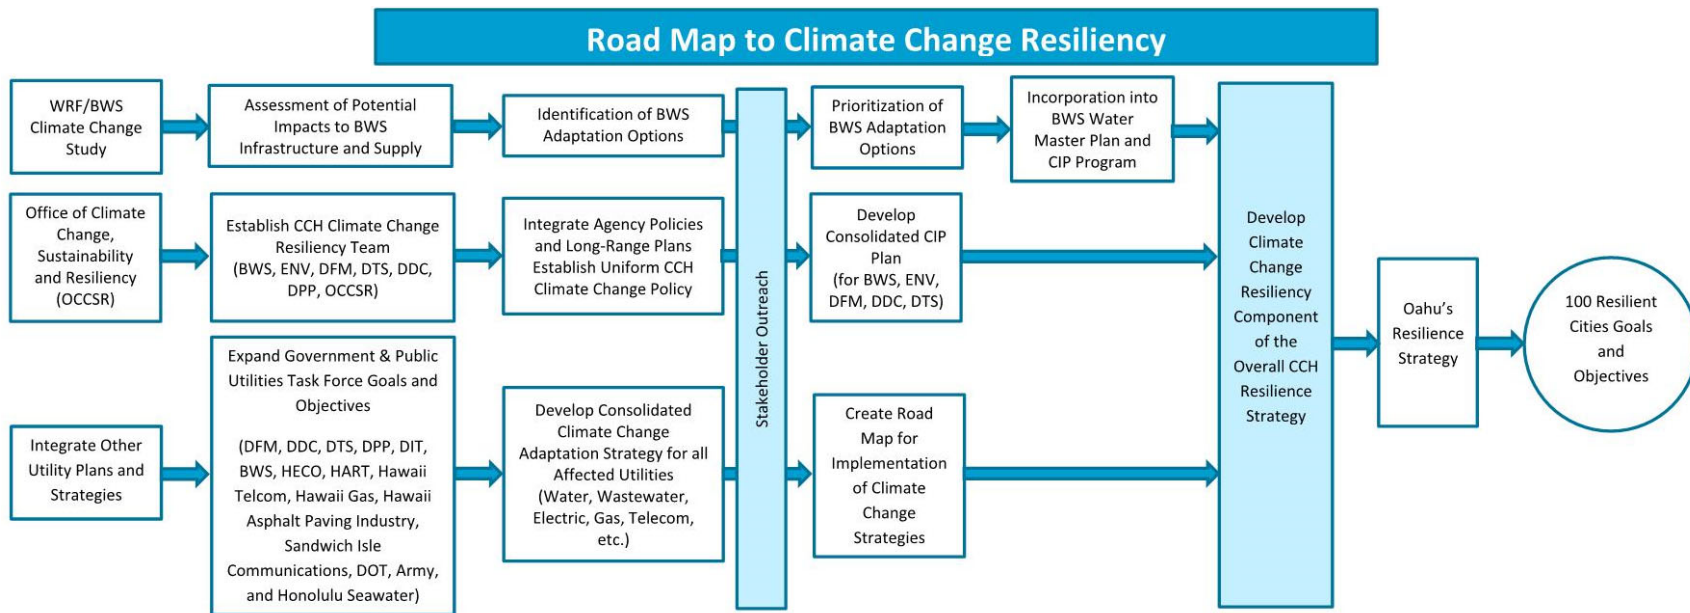 Road Map to Climate Change Resiliency
WRF/BWS
Climate Change
Study
Assessment of Potential
Impacts to BWS
Infrastructure and Supply
Identification of BWS
Adaptation Options
Prioritization of
BWS Adaptation
Options
Incorporation into
BWS Water
Master Plan and
CIP Program
Office of Climate
Change,
Sustainability
and Resiliency
(OCCSR)
Establish CCH Climate Change
Resiliency Team
(BWS, ENV, DFM, DTS, DDC,
DPP, OCCSR)
Integrate Agency Policies
and Long-Range Plans
Establish Uniform CCH
Climate Change Policy
Develop
Consolidated CIP
Plan
(for BWS, ENV,
DFM, DDC, DTS)
Integrate Other
Utility Plans and
Strategies
Expand Government & Public
Utilities Task Force Goals and
Objectives
(DFM, DDC, DTS, DPP, DIT,
BWS, HECO, HART, Hawaii
Telcom, Hawaii Gas, Hawaii
Asphalt Paving Industry,
Sandwich Isle
Communications, DOT, Army,
and Honolulu Seawater)
Develop Consolidated
Climate Change
Adaptation Strategy for all
Affected Utilities
(Water, Wastewater,
Electric, Gas, Telecom,
etc.)
Stakeholder Outreach
Create Road
Map for
Implementation
of Climate
Change
Strategies
Develop
Climate
Change
Resiliency
Component
of the
Overall CCH
Resilience
Strategy
Oahu’s
Resilience
Strategy
100 Resilient
Cities Goals
and
Objectives